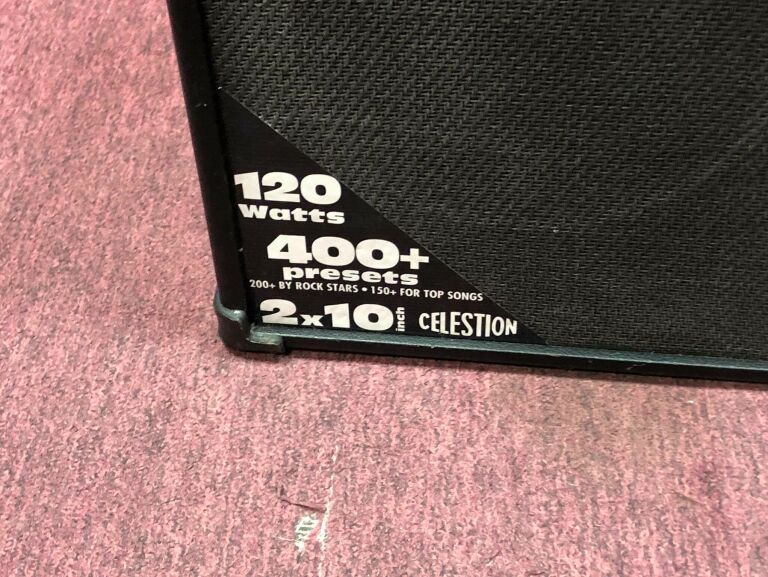 120
watts
400+
presets
200+ BY ROCK STARS • 150+ FOR TOP SONGS
2x10 inch CELESTION